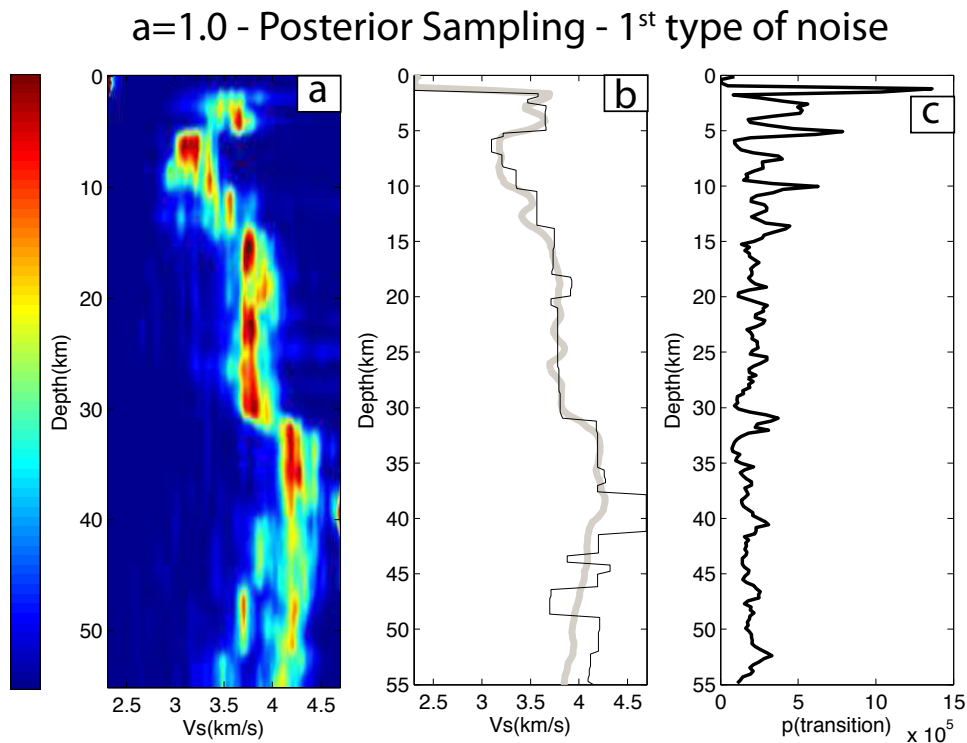 a=1.0 - Posterior Sampling - 1st type of noise
a
0
10
20
30
40
50
Depth(km)
2.5 3 3.5 4 4.5
Vs(km/s)
b
0
5
10
15
20
25
30
35
40
45
50
55
Depth(km)
2.5 3 3.5 4 4.5
Vs(km/s)
c
0
5
10
15
20
25
30
35
40
45
50
55
Depth(km)
0 5 10 15
p(transition)
x 10^5